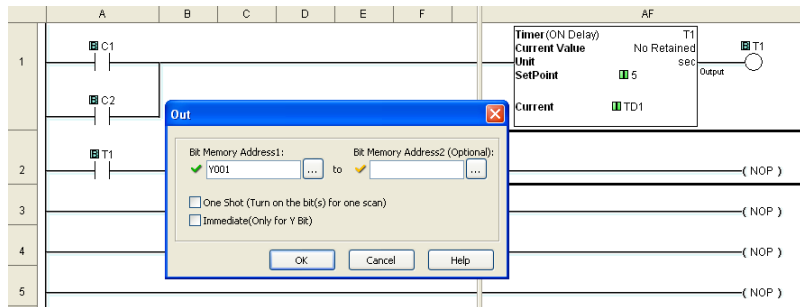 A B C D E F AF
1
B C1
B C2
Timer(ON Delay) T1
Current Value No Retained
Unit sec
SetPoint I 5
Current I TD1
Output
B T1
Out
Bit Memory Address1: Bit Memory Address2 (Optional):
Y001 ... to ...
One Shot (Turn on the bit(s) for one scan)
Immediate(Only for Y Bit)
OK Cancel Help
2
B T1
( NOP )
3 ( NOP )
4 ( NOP )
5 ( NOP )